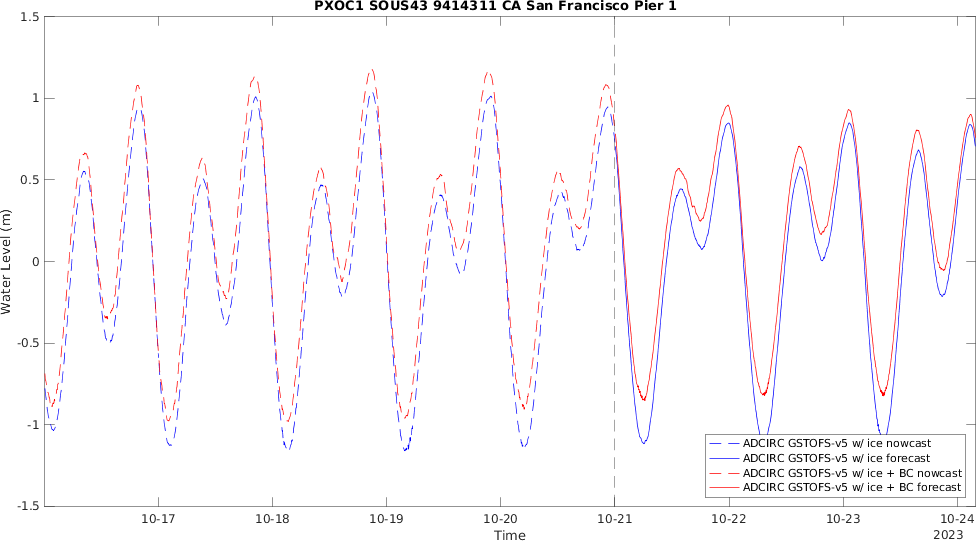 PXOC1 SOUS43 9414311 CA San Francisco Pier 1
1.5
1
0.5
0
-0.5
-1
-1.5
Water Level (m)
10-17
10-18
10-19
10-20
10-21
10-22
10-23
10-24
2023
Time
ADCIRC GSTOFS-v5 w/ ice nowcast
ADCIRC GSTOFS-v5 w/ ice forecast
ADCIRC GSTOFS-v5 w/ ice + BC nowcast
ADCIRC GSTOFS-v5 w/ ice + BC forecast